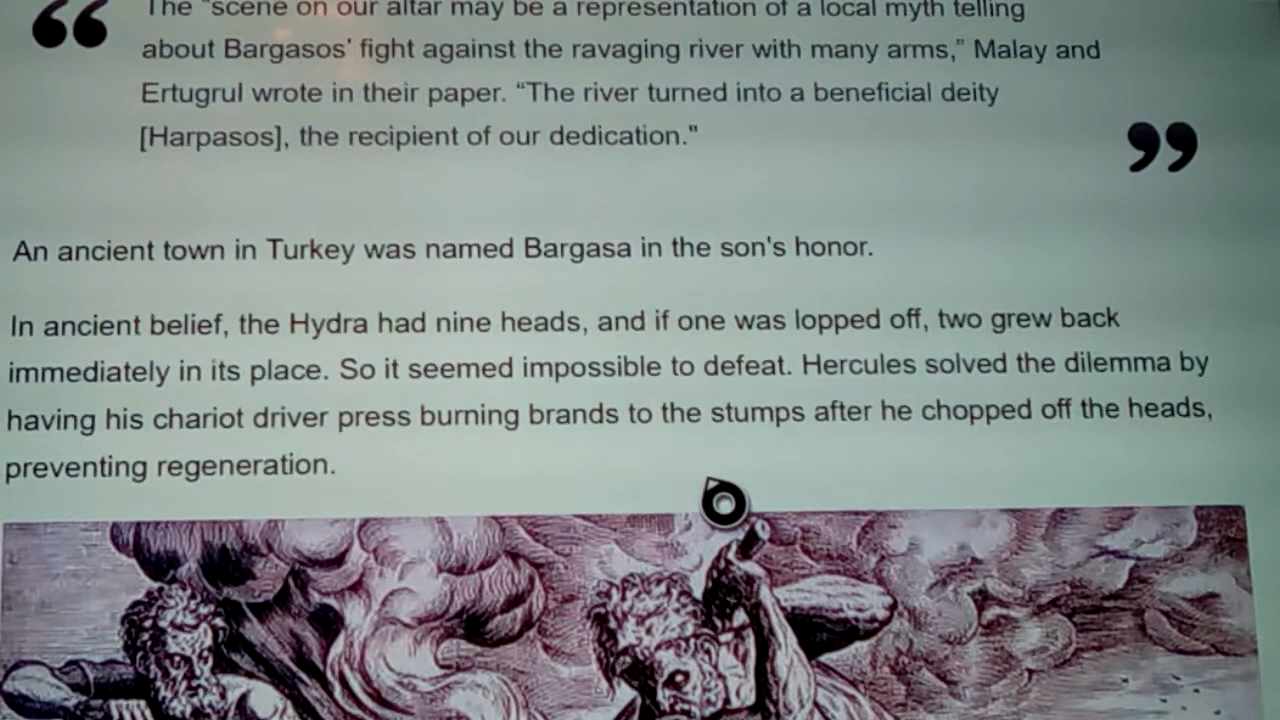 The "scene on our altar may be a representation of a local myth telling
about Bargasos' fight against the ravaging river with many arms," Malay and
Ertugrul wrote in their paper. "The river turned into a beneficial deity
[Harpasos], the recipient of our dedication."
An ancient town in Turkey was named Bargasa in the son's honor.
In ancient belief, the Hydra had nine heads, and if one was lopped off, two grew back
immediately in its place. So it seemed impossible to defeat. Hercules solved the dilemma by
having his chariot driver press burning brands to the stumps after he chopped off the heads,
preventing regeneration.